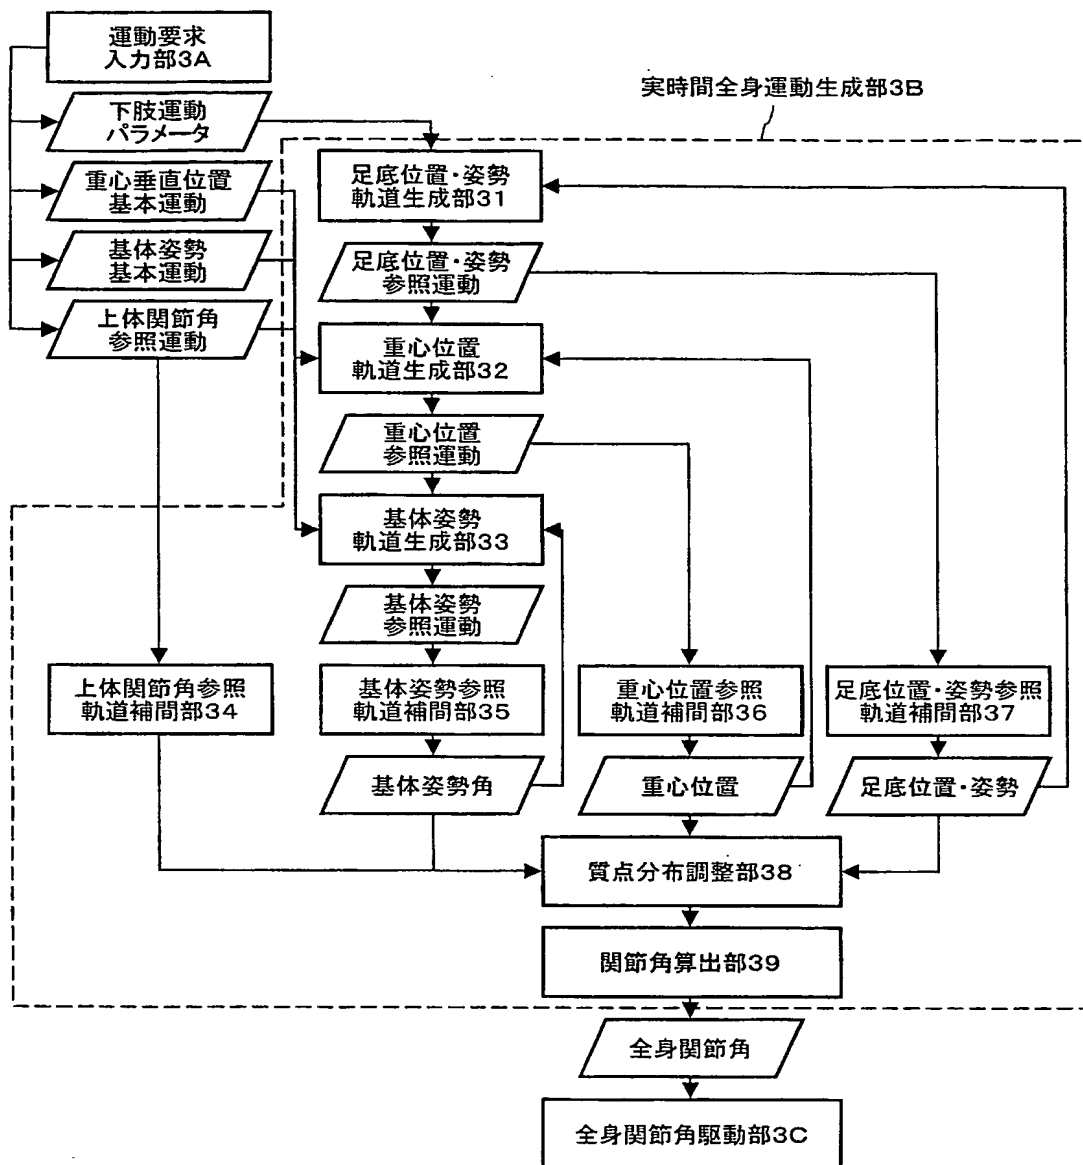 運動要求
入力部3A
実時間全身運動生成部3B
下肢運動
パラメータ
重心垂直位置
基本運動
基体姿勢
基本運動
上体関節角
参照運動
足底位置・姿勢
軌道生成部31
足底位置・姿勢
参照運動
重心位置
軌道生成部32
重心位置
参照運動
基体姿勢
軌道生成部33
基体姿勢
参照運動
上体関節角参照
軌道補間部34
基体姿勢参照
軌道補間部35
重心位置参照
軌道補間部36
足底位置・姿勢参照
軌道補間部37
基体姿勢角
重心位置
足底位置・姿勢
質点分布調整部38
関節角算出部39
全身関節角
全身関節角駆動部3C